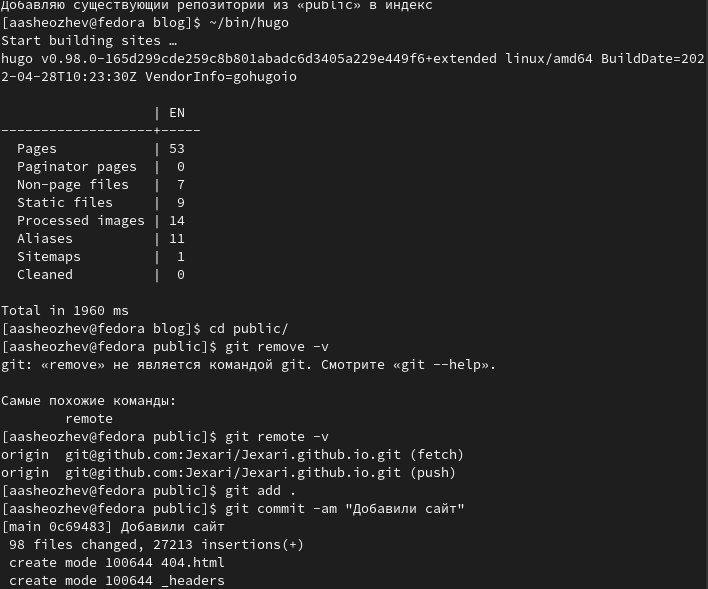 Добавляю существующий репозиторий из «public» в индекс
[aasheozhev@fedora blog]$ ~/bin/hugo
Start building sites …
hugo v0.98.0-165d299cde259c8b801abadc6d3405a229e449f6+extended linux/amd64 BuildDate=202
2-04-28T10:23:30Z VendorInfo=gohugoio
                   | EN
-------------------+-----
  Pages            | 53
  Paginator pages  |  0
  Non-page files   |  7
  Static files     |  9
  Processed images | 14
  Aliases          | 11
  Sitemaps         |  1
  Cleaned          |  0
Total in 1960 ms
[aasheozhev@fedora blog]$ cd public/
[aasheozhev@fedora public]$ git remove -v
git: «remove» не является командой git. Смотрите «git --help».
Самые похожие команды:
        remote
[aasheozhev@fedora public]$ git remote -v
origin  git@github.com:Jexari/Jexari.github.io.git (fetch)
origin  git@github.com:Jexari/Jexari.github.io.git (push)
[aasheozhev@fedora public]$ git add .
[aasheozhev@fedora public]$ git commit -am "Добавили сайт"
[main 0c69483] Добавили сайт
 98 files changed, 27213 insertions(+)
 create mode 100644 404.html
 create mode 100644 _headers